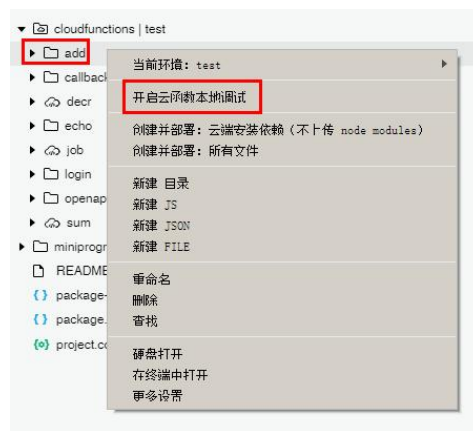 cloudfunctions | test
add
当前环境: test
callback
开启云函数本地调试
decr
echo
创建并部署：云端安装依赖（不上传 node_modules）
job
创建并部署：所有文件
login
新建 目录
openap
新建 JS
sum
新建 JSON
miniprogr
新建 FILE
README
重命名
package-
删除
package.
查找
project.co
硬盘打开
在终端中打开
更多设置